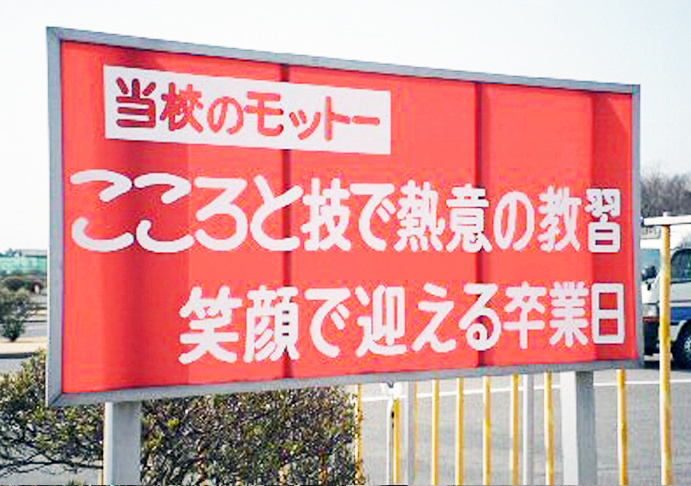 当校のモットー
こころと技で熱意の教習
笑顔で迎える卒業日